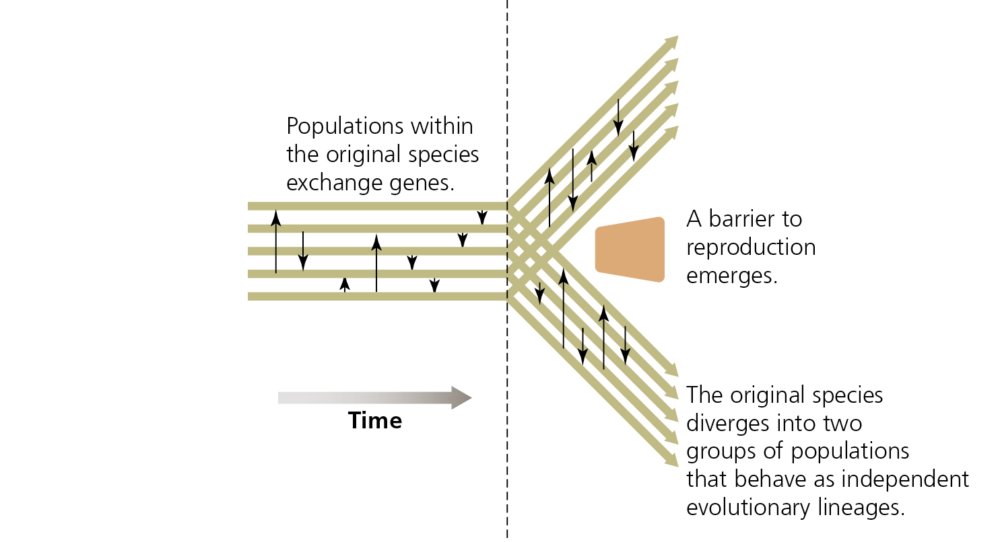 Populations within
the original species
exchange genes.
A barrier to
reproduction
emerges.
Time
The original species
diverges into two
groups of populations
that behave as independent
evolutionary lineages.